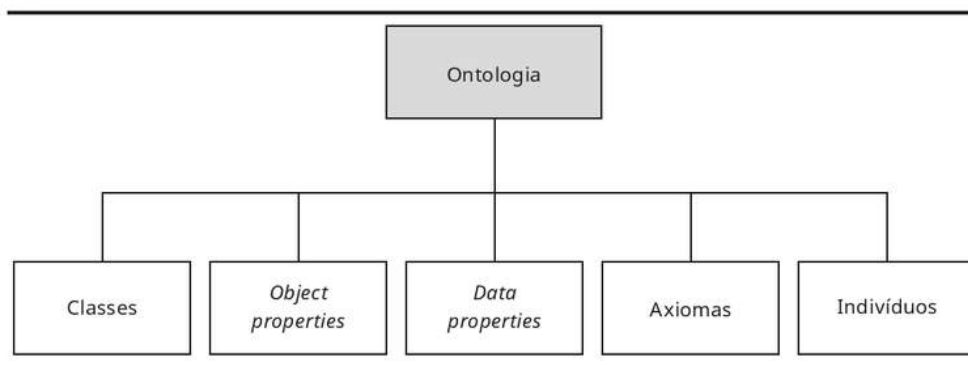 Ontologia
Classes
Object
properties
Data
properties
Axiomas
Indivíduos